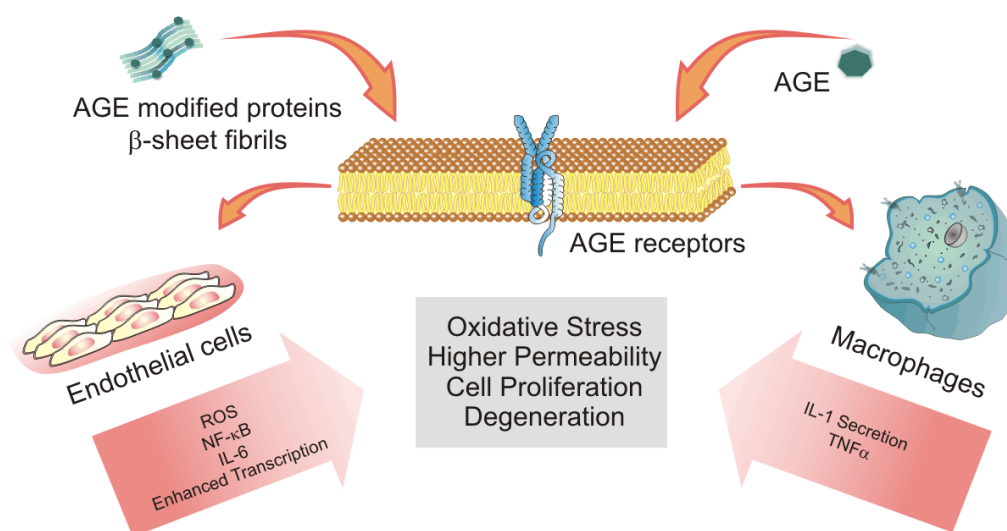 AGE modified proteins
β-sheet fibrils
AGE
AGE receptors
Endothelial cells
Macrophages
Oxidative Stress
Higher Permeability
Cell Proliferation
Degeneration
ROS
NF-κB
IL-6
Enhanced Transcription
IL-1 Secretion
TNFα